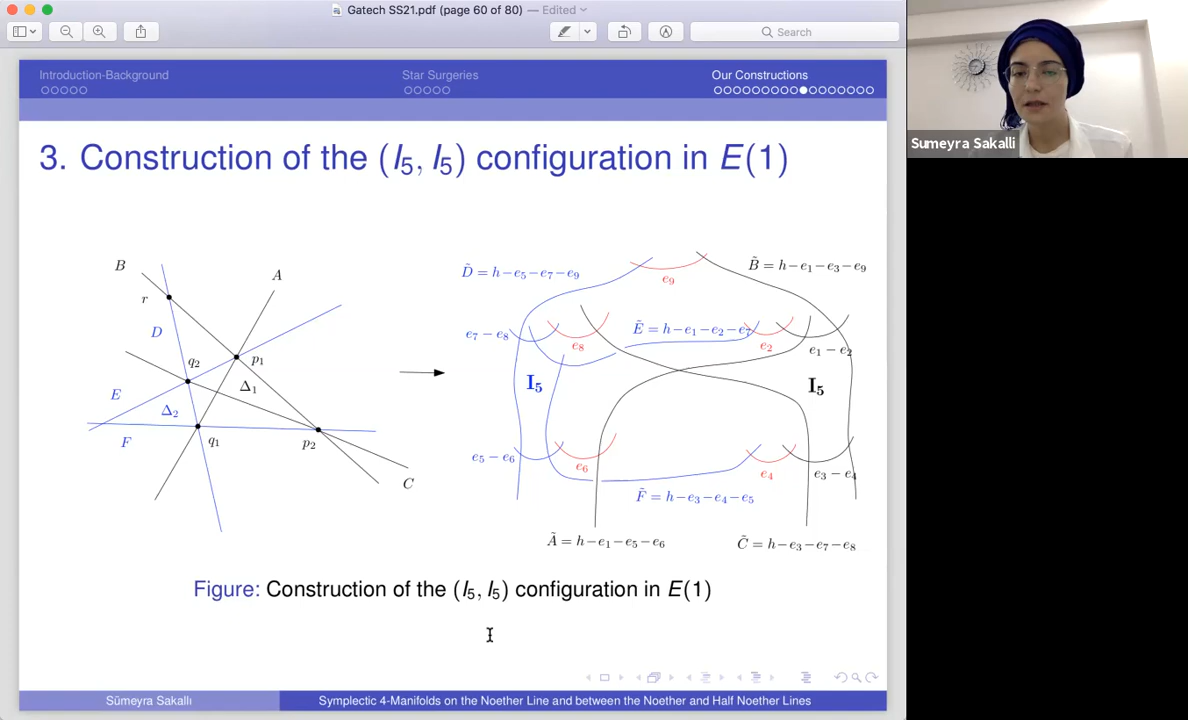 Gatech SS21.pdf (page 60 of 80) — Edited
Search
Introduction-Background
Star Surgeries
Our Constructions
Sumeyra Sakalli
3. Construction of the (I₅, I₅) configuration in E(1)
B
A
r
D
q₂
p₁
E
Δ₁
Δ₂
F
q₁
p₂
C
D̃ = h−e₅−e₇−e₉
B̃ = h−e₁−e₃−e₉
e₉
e₇ − e₈
e₈
Ẽ = h−e₁−e₂−e₇
e₂
e₁ − e₂
I₅
I₅
e₅ − e₆
e₆
e₄
e₃ − e₄
F̃ = h−e₃−e₄−e₅
Ã = h−e₁−e₅−e₆
C̃ = h−e₃−e₇−e₈
Figure: Construction of the (I₅, I₅) configuration in E(1)
Sümeyra Sakallı
Symplectic 4-Manifolds on the Noether Line and between the Noether and Half Noether Lines